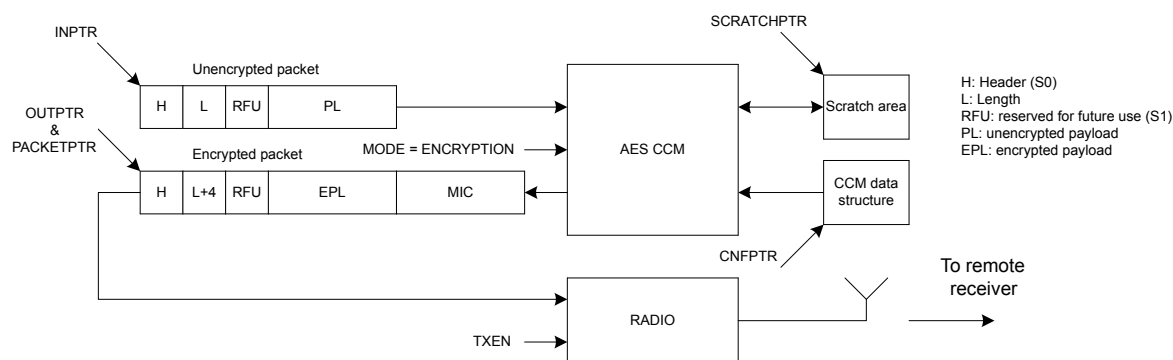 SCRATCHPTR
INPTR
Unencrypted packet
H L RFU PL
OUTPTR
&
PACKETPTR
Encrypted packet
H L+4 RFU EPL MIC
MODE = ENCRYPTION
AES CCM
Scratch area
CCM data
structure
CNFPTR
H: Header (S0)
L: Length
RFU: reserved for future use (S1)
PL: unencrypted payload
EPL: encrypted payload
RADIO
TXEN
To remote
receiver